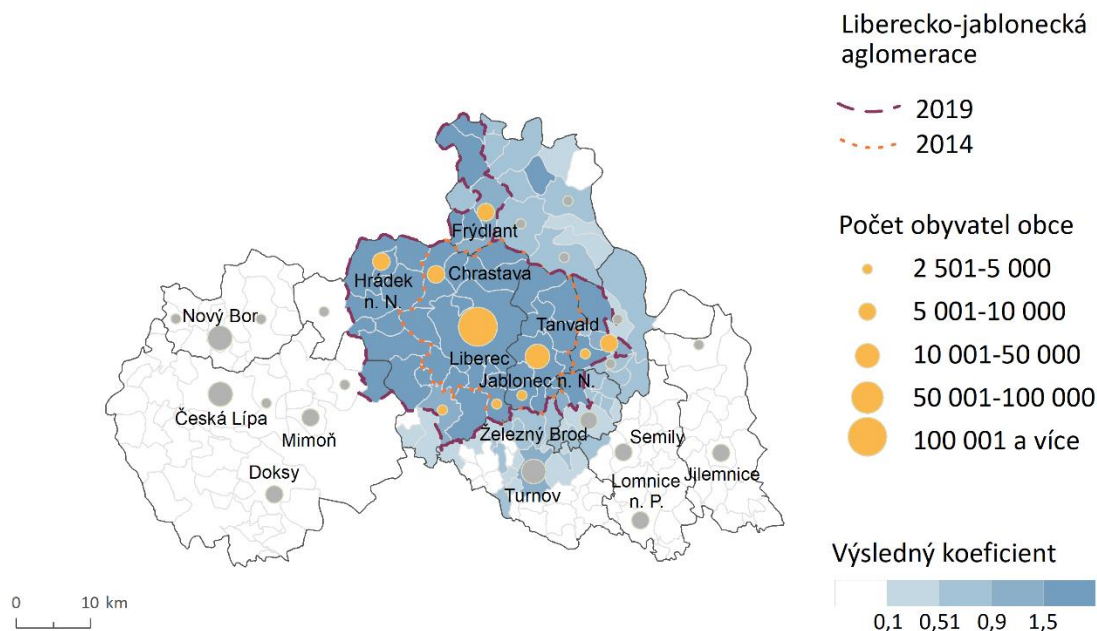 Liberecko-jablonecká
aglomerace
2019
2014
Počet obyvatel obce
2 501-5 000
5 001-10 000
10 001-50 000
50 001-100 000
100 001 a více
Výsledný koeficient
0,1 0,51 0,9 1,5
Frýdlant
Hrádek
n. N.
Chrastava
Nový Bor
Tanvald
Liberec
Jablonec n. N.
Česká Lípa
Mimoň
Železný Brod
Semily
Doksy
Turnov
Lomnice
n. P.
Jilemnice
0 10 km